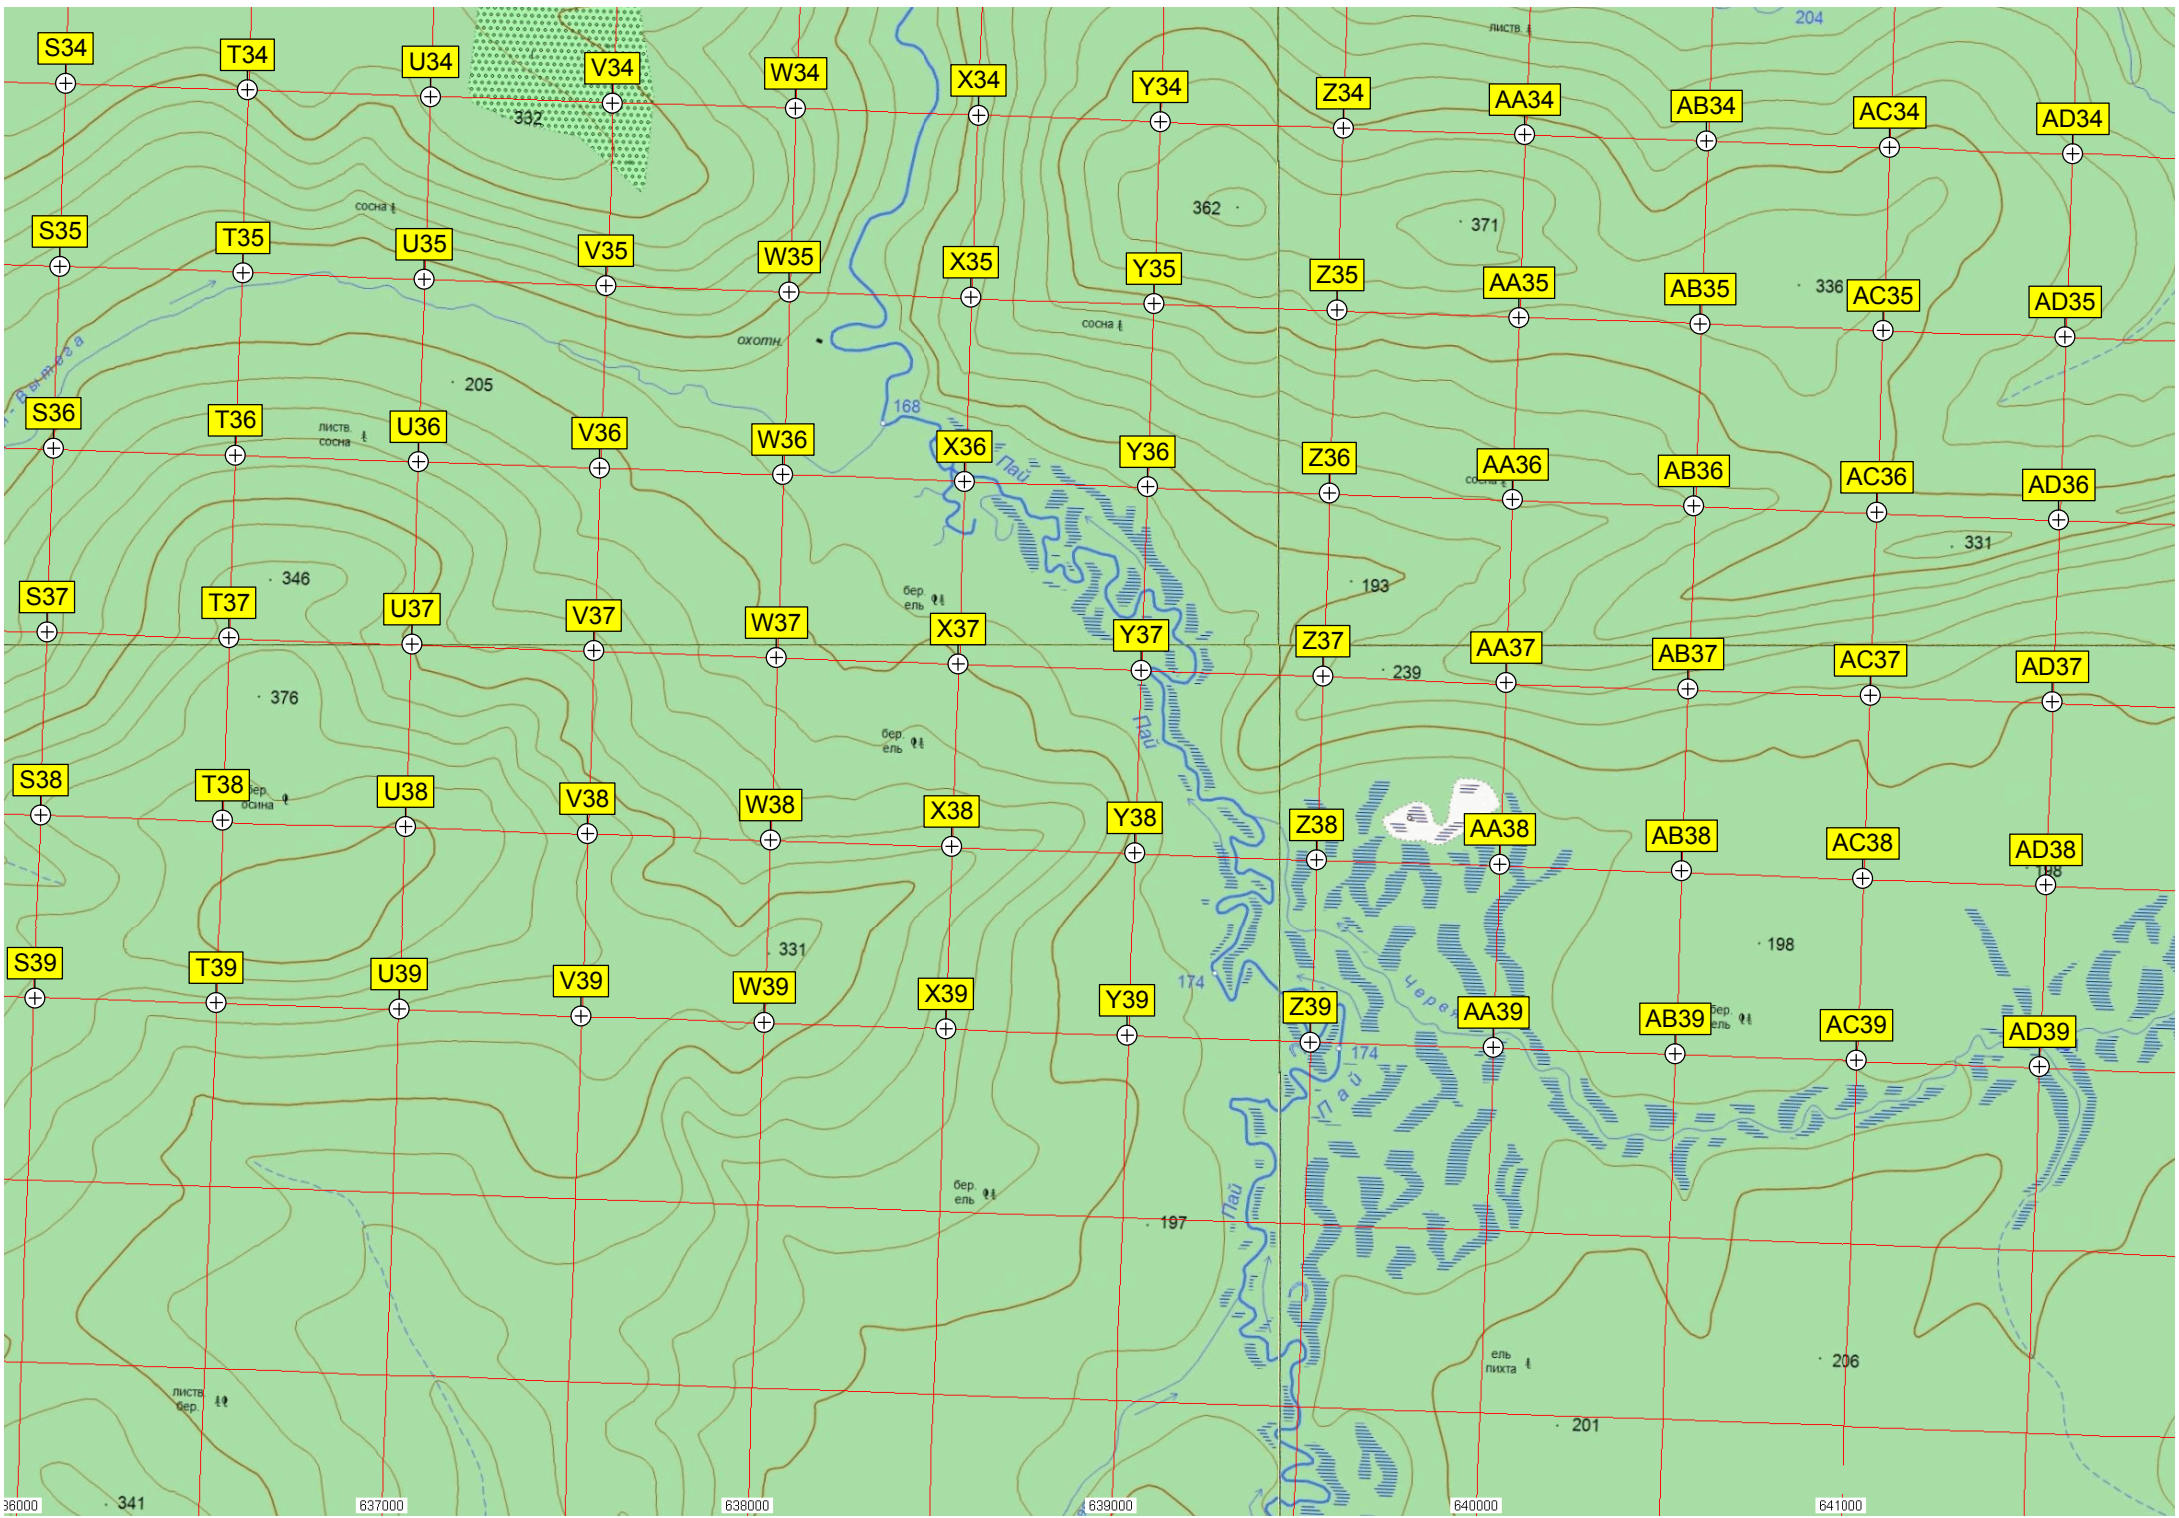 204
листв.
S34 T34 U34 V34 W34 X34 Y34 Z34 AA34 AB34 AC34 AD34
332
сосна
362
371
S35 T35 U35 V35 W35 X35 Y35 Z35 AA35 AB35 AC35 AD35
336
сосна
охотн.
205
168
S36 T36 U36 V36 W36 X36 Y36 Z36 AA36 AB36 AC36 AD36
листв.
сосна
Пай
сосна
331
346
193
бер.
ель
S37 T37 U37 V37 W37 X37 Y37 Z37 AA37 AB37 AC37 AD37
239
376
Пай
бер.
ель
S38 T38 U38 V38 W38 X38 Y38 Z38 AA38 AB38 AC38 AD38
бер.
осина
198
331
198
174
S39 T39 U39 V39 W39 X39 Y39 Z39 AA39 AB39 AC39 AD39
бер.
ель
174
Пай
бер.
ель
Пай
197
ель
пихта
206
листв.
бер.
201
341
637000 638000 639000 640000 641000